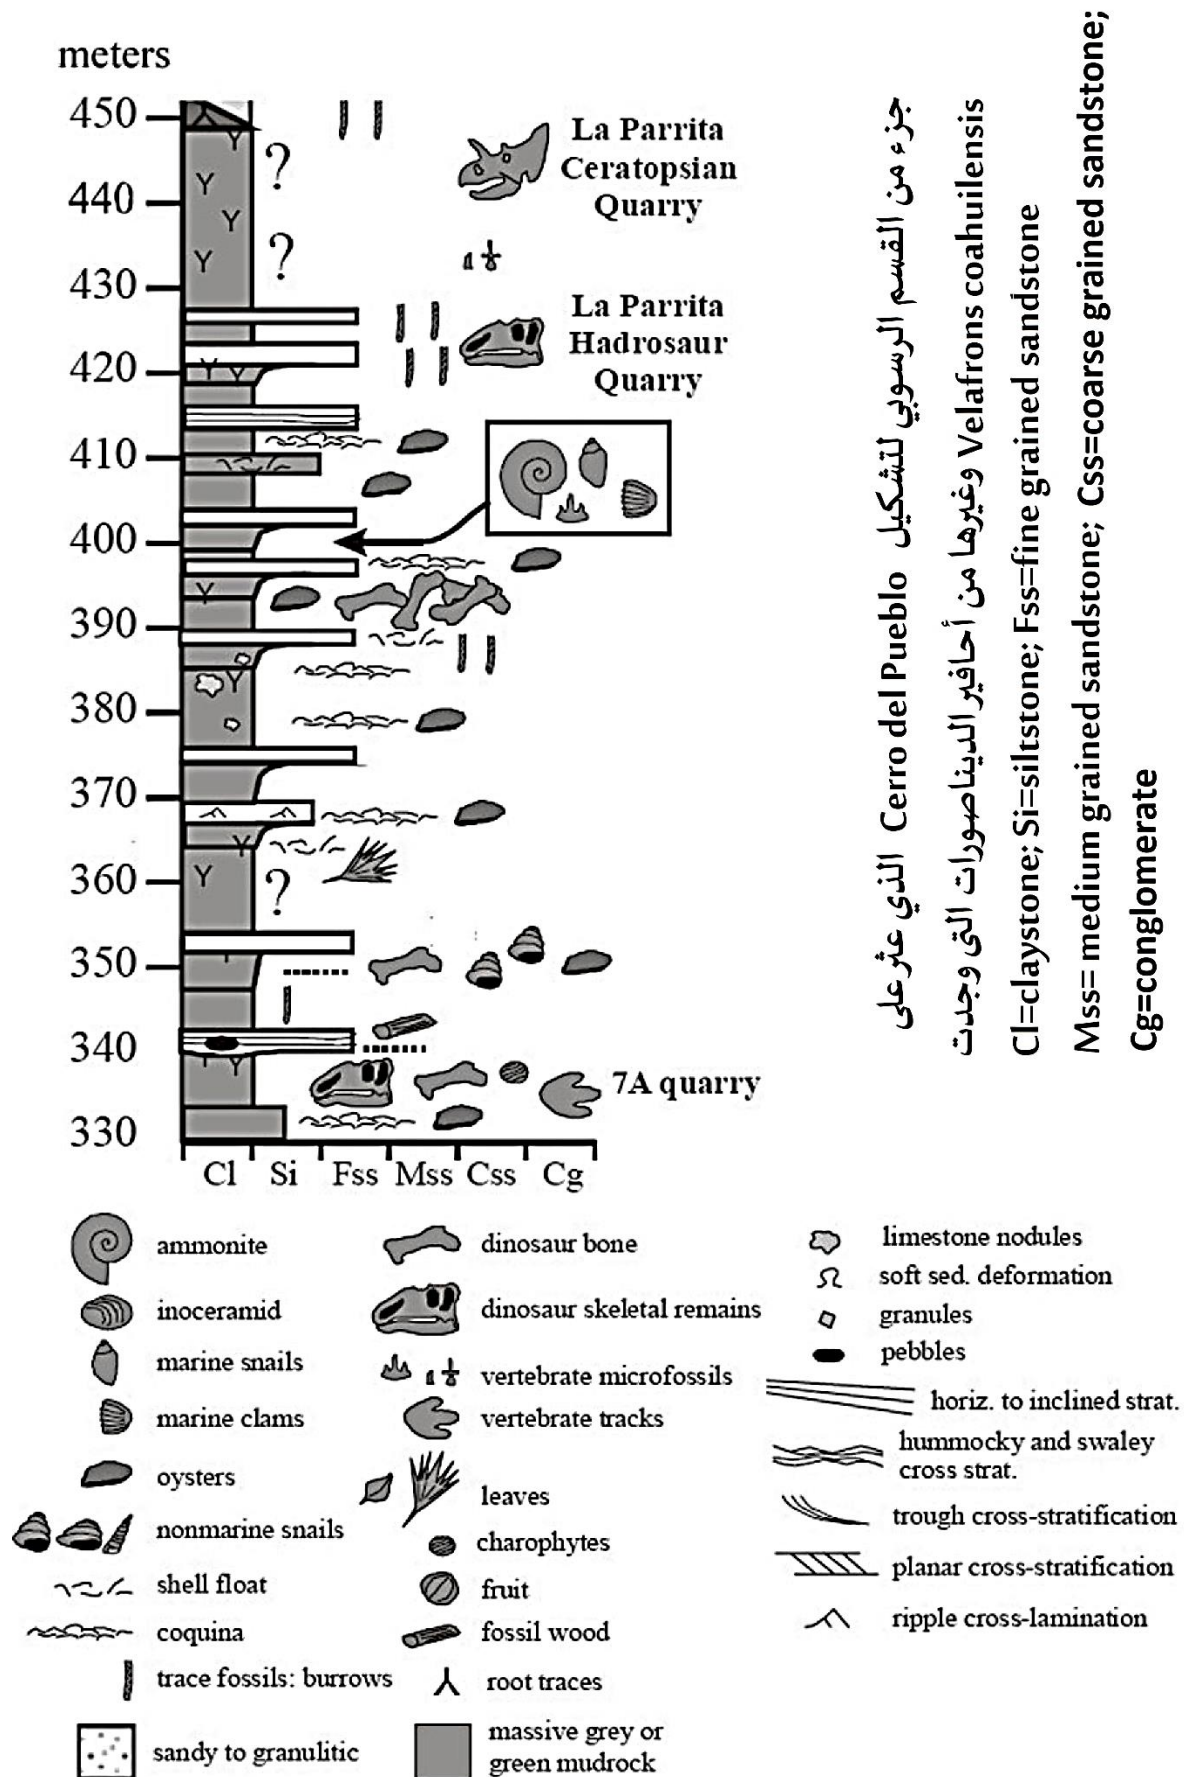 meters
450
440
430
420
410
400
390
380
370
360
350
340
330
La Parrita
Ceratopsian
Quarry
?
?
La Parrita
Hadrosaur
Quarry
?
7A quarry
Cl Si Fss Mss Css Cg
جزء من القسم الرسوبي لتشكيل Cerro del Pueblo الذي عثر على
Velafrons coahuilensis وغيرها من أحافير الديناصورات التي وجدت
Cl=claystone; Si=siltstone; Fss=fine grained sandstone
Mss= medium grained sandstone; Css=coarse grained sandstone;
Cg=conglomerate
ammonite
inoceramid
marine snails
marine clams
oysters
nonmarine snails
shell float
coquina
trace fossils: burrows
sandy to granulitic
dinosaur bone
dinosaur skeletal remains
vertebrate microfossils
vertebrate tracks
leaves
charophytes
fruit
fossil wood
root traces
massive grey or
green mudrock
limestone nodules
soft sed. deformation
granules
pebbles
horiz. to inclined strat.
hummocky and swaley
cross strat.
trough cross-stratification
planar cross-stratification
ripple cross-lamination